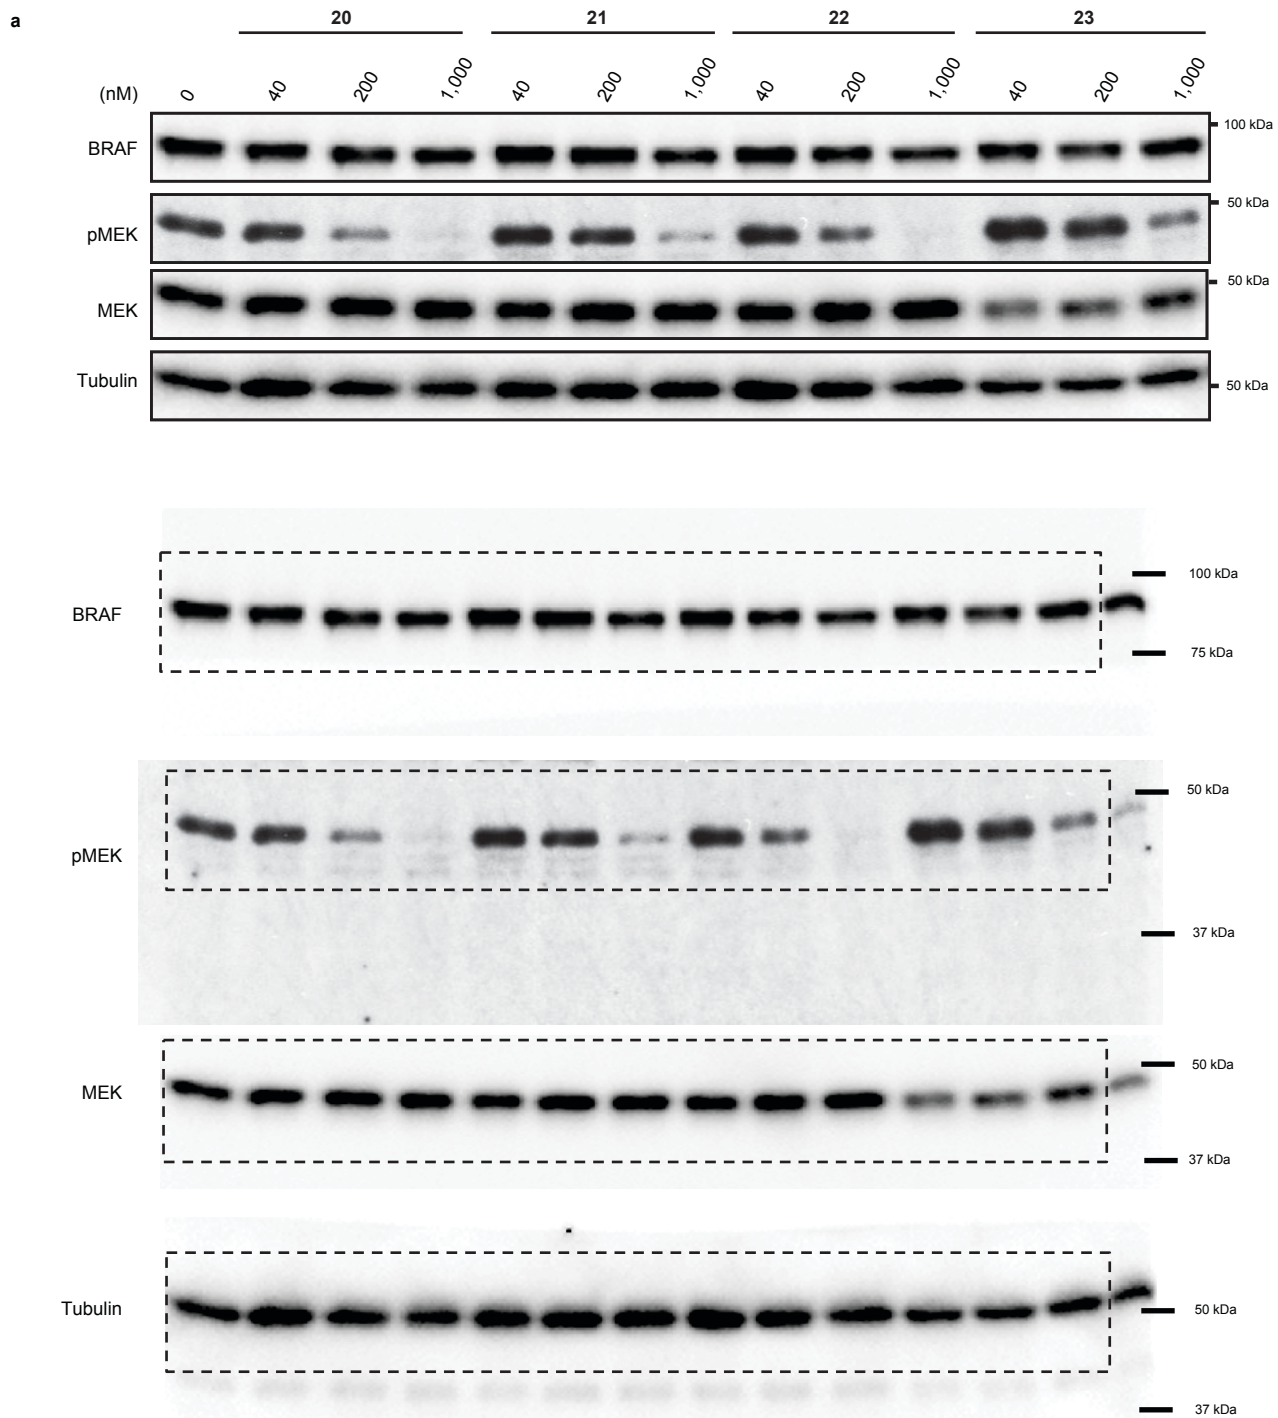 a
20 21 22 23
(nM) 0 40 200 1,000 40 200 1,000 40 200 1,000 40 200 1,000
BRAF 100 kDa
pMEK 50 kDa
MEK 50 kDa
Tubulin 50 kDa
100 kDa
BRAF
75 kDa
50 kDa
pMEK
37 kDa
50 kDa
MEK
37 kDa
Tubulin 50 kDa
37 kDa